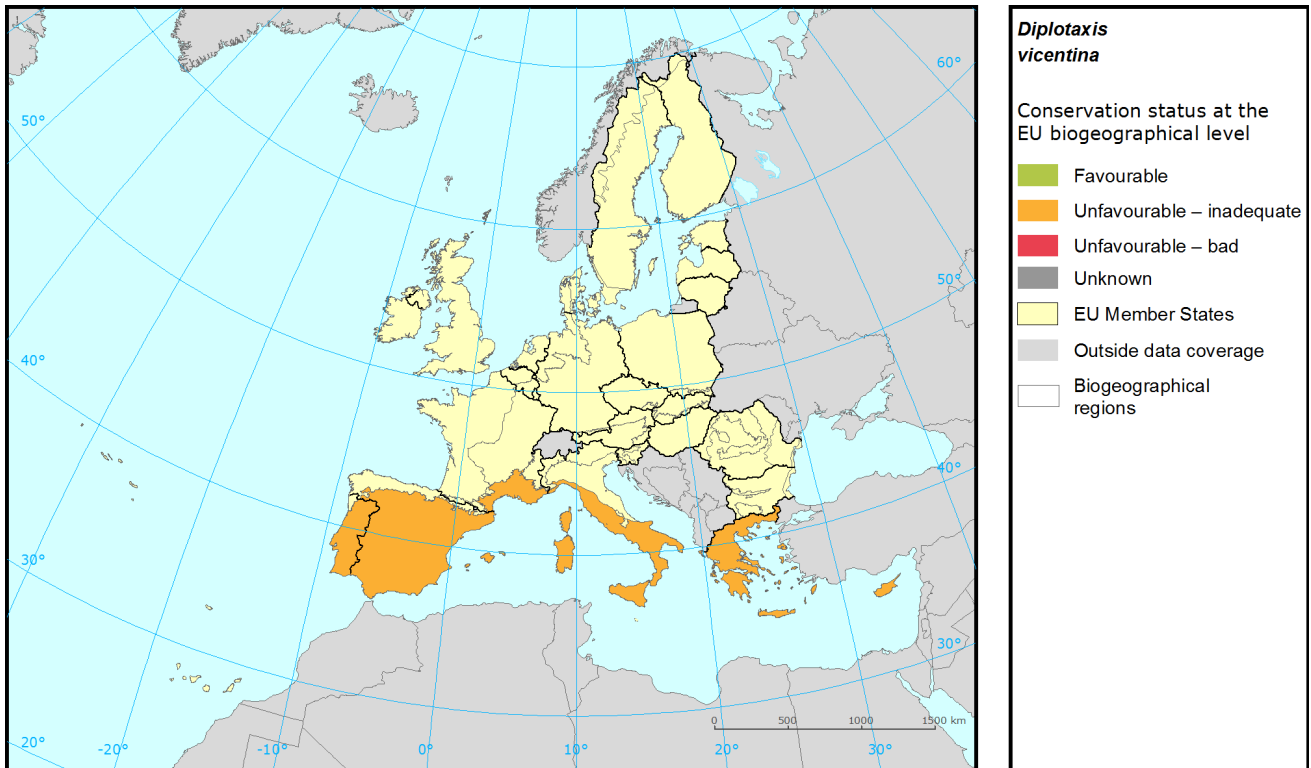 Diplotaxis
vicentina
Conservation status at the
EU biogeographical level
Favourable
Unfavourable – inadequate
Unfavourable – bad
Unknown
EU Member States
Outside data coverage
Biogeographical
regions
60°
50°
50°
40°
40°
30°
30°
20°
-20°
-10°
0°
10°
20°
30°
0
500
1000
1500 km